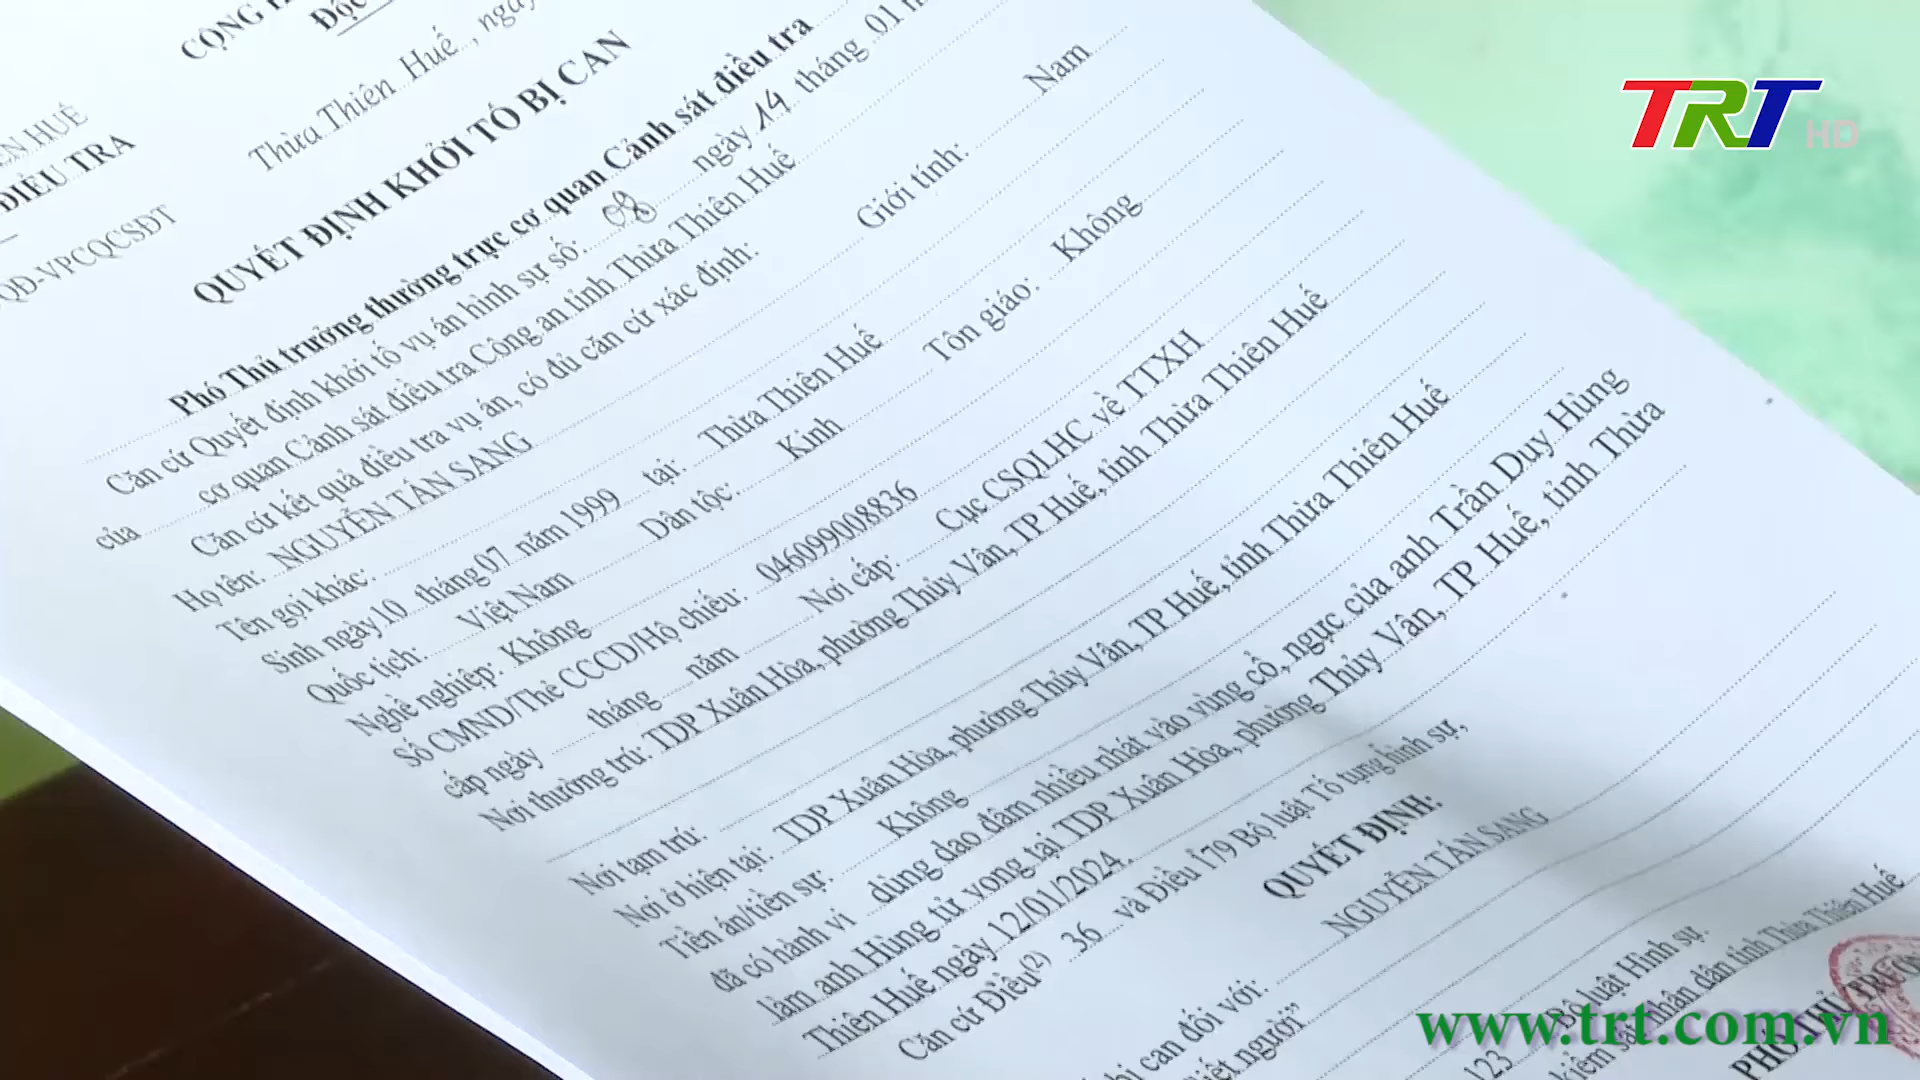 TRT HD
CỘNG H
Độc
Thừa Thiên Huế, ngày
ÊN HUẾ
ĐIỀU TRA
QĐ-VPCQCSĐT
QUYẾT ĐỊNH KHỞI TỐ BỊ CAN
Phó Thủ trưởng thường trực cơ quan Cảnh sát điều tra
Căn cứ Quyết định khởi tố vụ án hình sự số: 08 ngày 14 tháng 01 n
của cơ quan Cảnh sát điều tra Công an tỉnh Thừa Thiên Huế
Căn cứ kết quả điều tra vụ án, có đủ căn cứ xác định:
Họ tên: NGUYỄN TẤN SANG Giới tính: Nam
Tên gọi khác:
Sinh ngày 10 tháng 07 năm 1999 tại: Thừa Thiên Huế
Quốc tịch: Việt Nam Dân tộc: Kinh Tôn giáo: Không
Nghề nghiệp: Không
Số CMND/Thẻ CCCD/Hộ chiếu: 046099008836
cấp ngày tháng năm Nơi cấp: Cục CSQLHC về TTXH
Nơi thường trú: TDP Xuân Hòa, phường Thủy Vân, TP Huế, tỉnh Thừa Thiên Huế
Nơi tạm trú:
Nơi ở hiện tại: TDP Xuân Hòa, phường Thủy Vân, TP Huế, tỉnh Thừa Thiên Huế
Tiền án/tiền sự: Không
đã có hành vi dùng dao đâm nhiều nhát vào vùng cổ, ngực của anh Trần Duy Hùng
làm anh Hùng tử vong tại TDP Xuân Hòa, phường Thủy Vân, TP Huế, tỉnh Thừa
Thiên Huế ngày 12/01/2024.
Căn cứ Điều(2) 36 và Điều 179 Bộ luật Tố tụng hình sự,
QUYẾT ĐỊNH:
bị can đối với: NGUYỄN TẤN SANG
iết người"
123 Bộ luật Hình sự.
kiểm sát nhân dân tỉnh Thừa Thiên Huế
PHÓ THỦ TRƯỞN
www.trt.com.vn